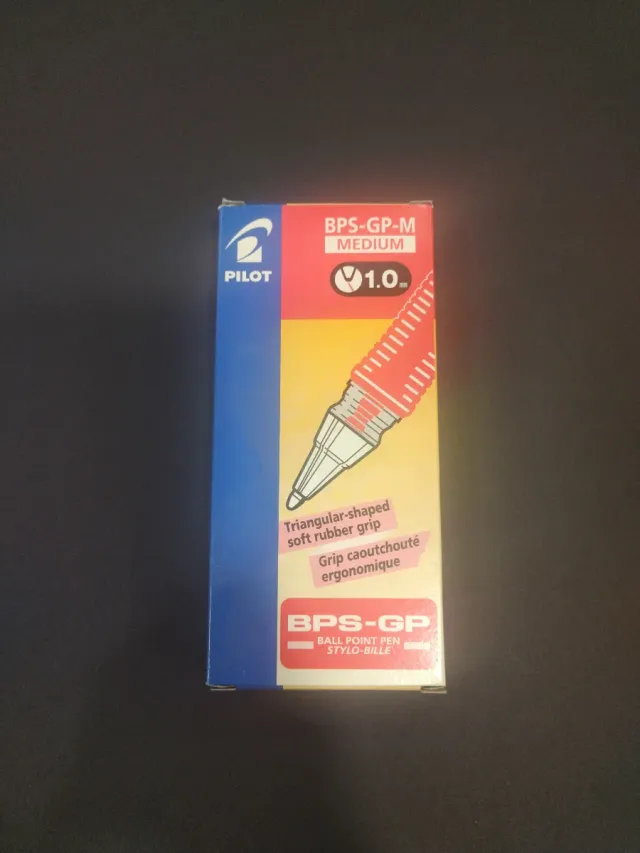 PILOT
BPS-GP-M
MEDIUM
1.0
Triangular-shaped
soft rubber grip
Grip caoutchouté
ergonomique
BPS-GP
BALL POINT PEN
STYLO-BILLE